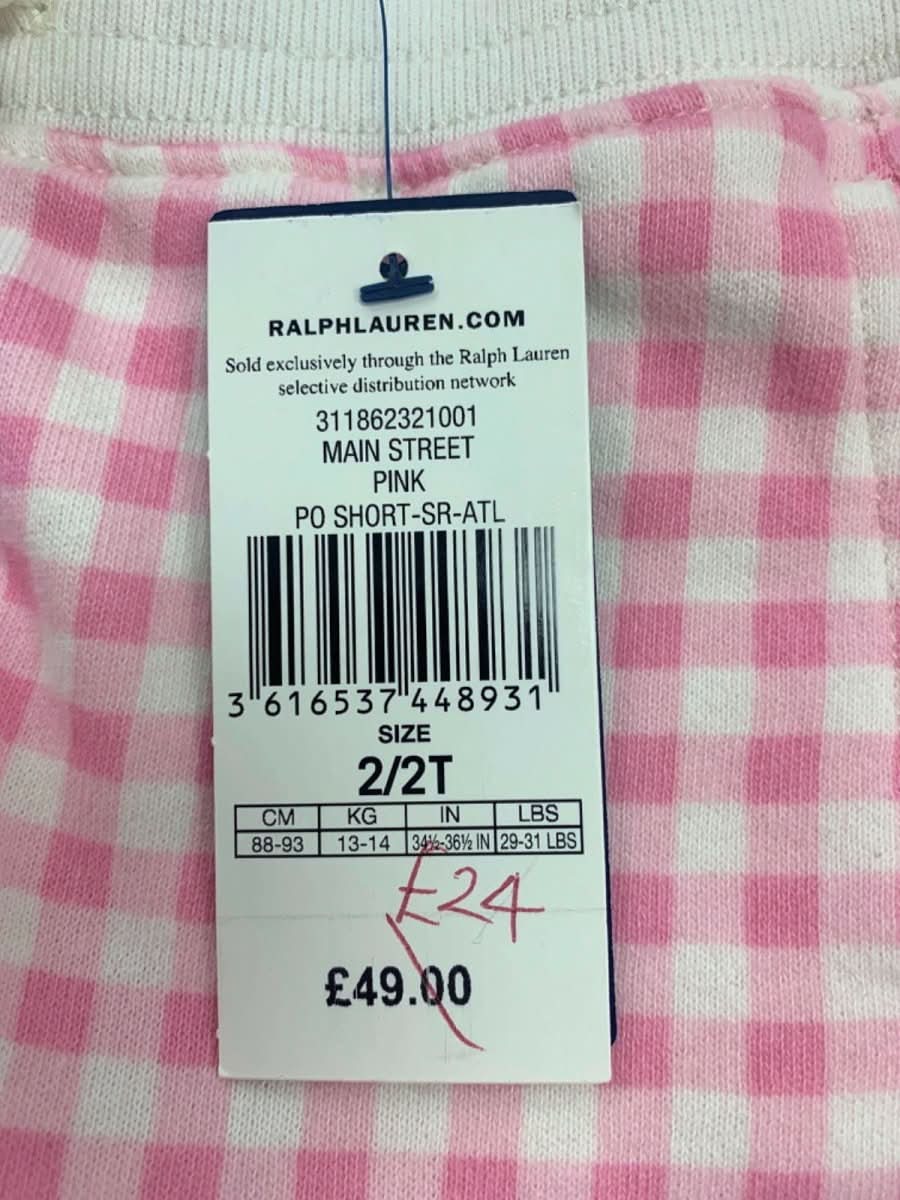 RALPHLAUREN.COM
Sold exclusively through the Ralph Lauren
selective distribution network
311862321001
MAIN STREET
PINK
PO SHORT-SR-ATL
3 616537 448931
SIZE
2/2T
CM KG IN LBS
88-93 13-14 34½-36½ IN 29-31 LBS
£24
£49.00